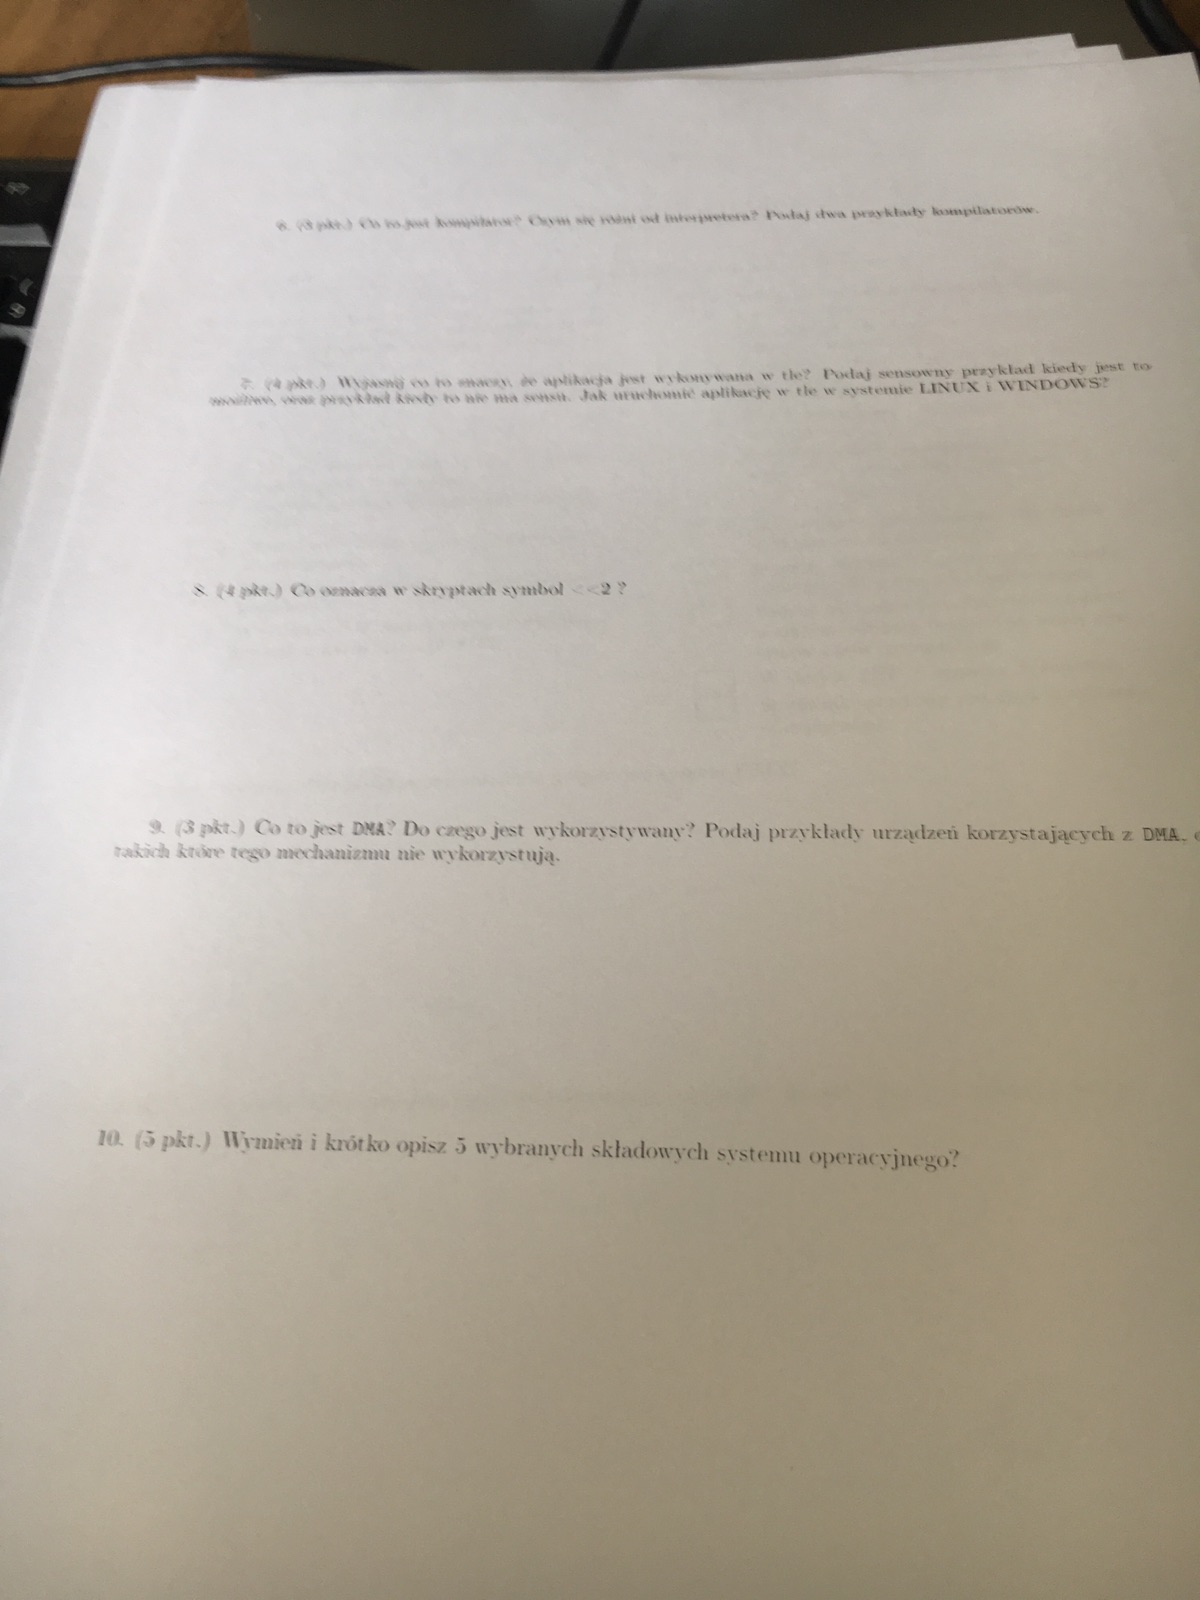 6. (3 pkt.) Co to jest kompilator? Czym się różni od interpretera? Podaj dwa przykłady kompilatorów.
7. (4 pkt.) Wyjaśnij co to znaczy, że aplikacja jest wykonywana w tle? Podaj sensowny przykład kiedy jest to
możliwe, oraz przykład kiedy to nie ma sensu. Jak uruchomić aplikację w tle w systemie LINUX i WINDOWS?
8. (4 pkt.) Co oznacza w skryptach symbol <<2 ?
9. (3 pkt.) Co to jest DMA? Do czego jest wykorzystywany? Podaj przykłady urządzeń korzystających z DMA,
takich które tego mechanizmu nie wykorzystują.
10. (5 pkt.) Wymień i krótko opisz 5 wybranych składowych systemu operacyjnego?